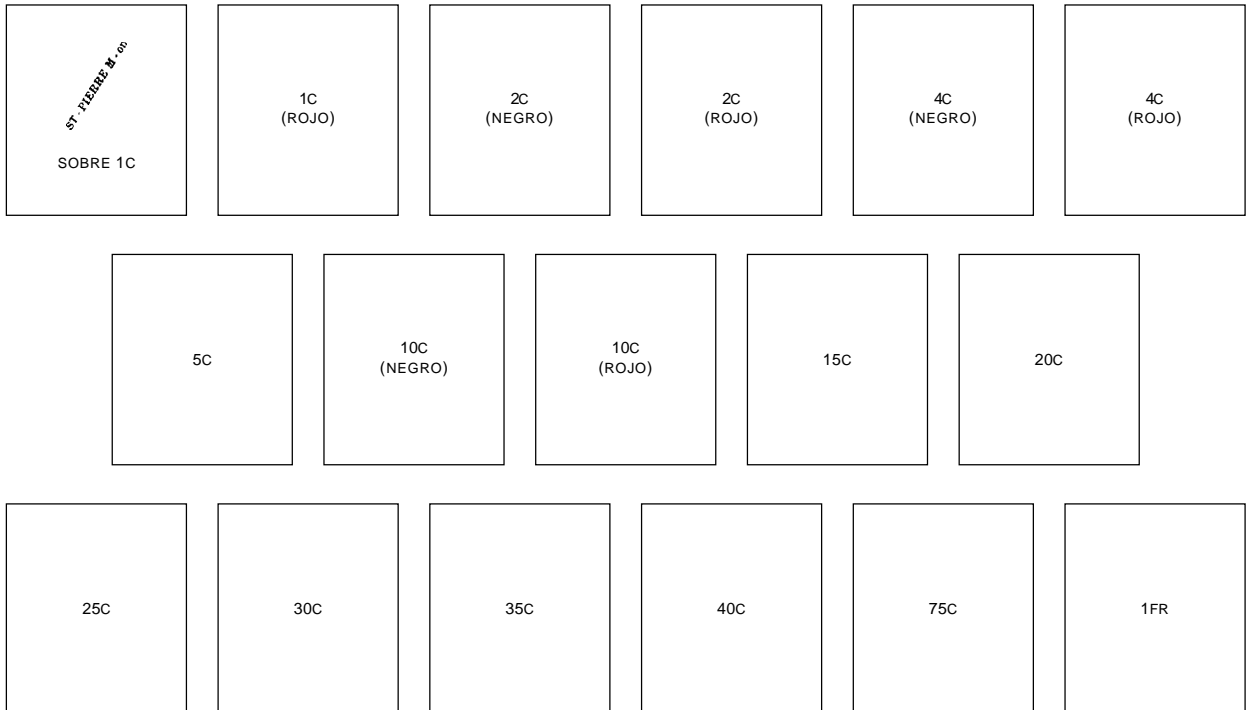 ST-PIERRE M-on
SOBRE 1C
1C
(ROJO)
2C
(NEGRO)
2C
(ROJO)
4C
(NEGRO)
4C
(ROJO)
5C
10C
(NEGRO)
10C
(ROJO)
15C
20C
25C
30C
35C
40C
75C
1FR